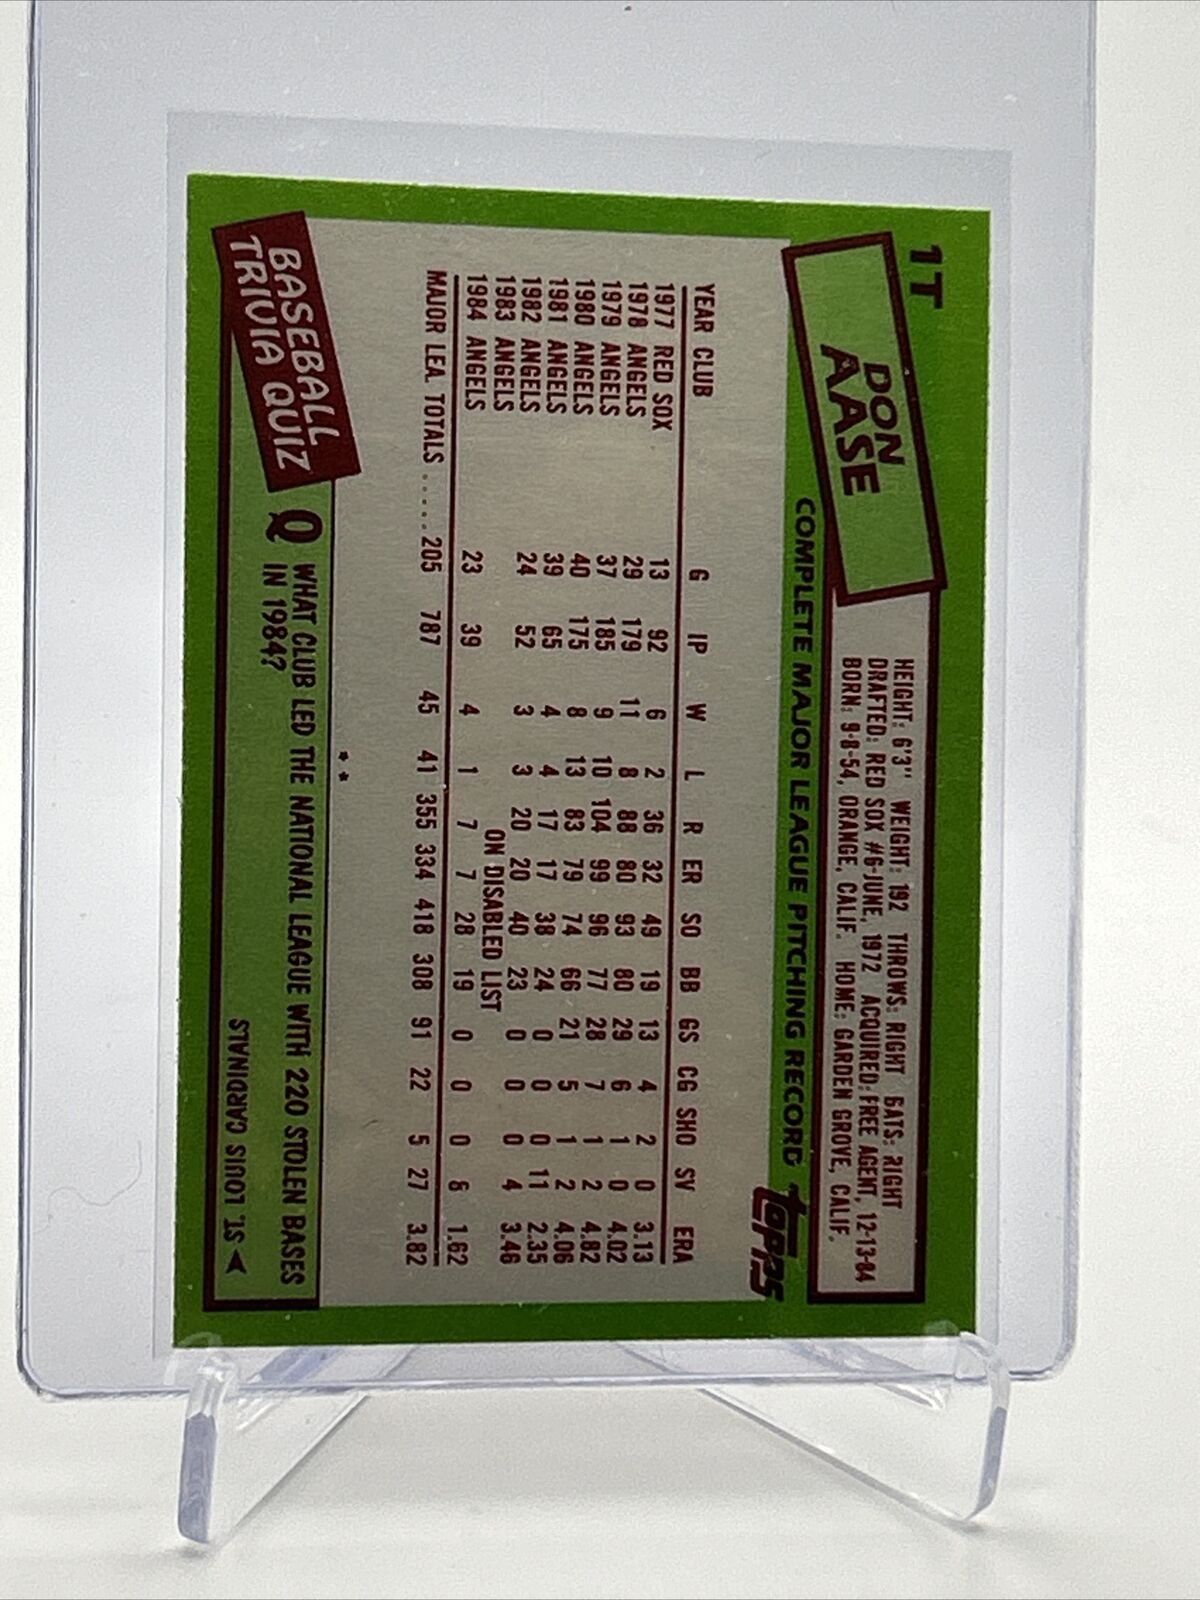 1T
DON
AASE
HEIGHT: 6'3" WEIGHT: 192 THROWS: RIGHT BATS: RIGHT
DRAFTED: RED SOX #6-JUNE, 1972 ACQUIRED: FREE AGENT, 12-13-84
BORN: 9-8-54, ORANGE, CALIF. HOME: GARDEN GROVE, CALIF.
COMPLETE MAJOR LEAGUE PITCHING RECORD
topps
YEAR CLUB G IP W L R ER SO BB GS CG SHO SV ERA
1977 RED SOX 13 92 6 2 36 32 49 19 13 4 2 0 3.13
1978 ANGELS 29 179 11 8 88 80 93 80 29 6 1 0 4.02
1979 ANGELS 37 185 9 10 104 99 96 77 28 7 1 2 4.82
1980 ANGELS 40 175 8 13 83 79 74 66 21 5 1 2 4.06
1981 ANGELS 39 65 4 4 17 17 38 24 0 0 0 11 2.35
1982 ANGELS 24 52 3 3 20 20 40 23 0 0 0 4 3.46
1983 ANGELS ON DISABLED LIST
1984 ANGELS 23 39 4 1 7 7 28 19 0 0 0 8 1.62
MAJOR LEA. TOTALS ..... 205 787 45 41 355 334 418 308 91 22 5 27 3.82
BASEBALL
TRIVIA QUIZ
Q WHAT CLUB LED THE NATIONAL LEAGUE WITH 220 STOLEN BASES
IN 1984?
ST. LOUIS CARDINALS